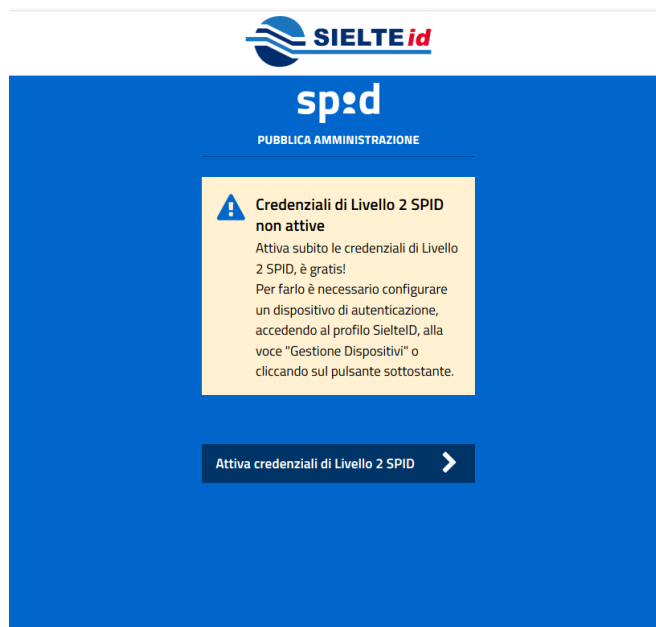 SIELTE id
spid
PUBBLICA AMMINISTRAZIONE
Credenziali di Livello 2 SPID
non attive
Attiva subito le credenziali di Livello
2 SPID, è gratis!
Per farlo è necessario configurare
un dispositivo di autenticazione,
accedendo al profilo SielteID, alla
voce "Gestione Dispositivi" o
cliccando sul pulsante sottostante.
Attiva credenziali di Livello 2 SPID